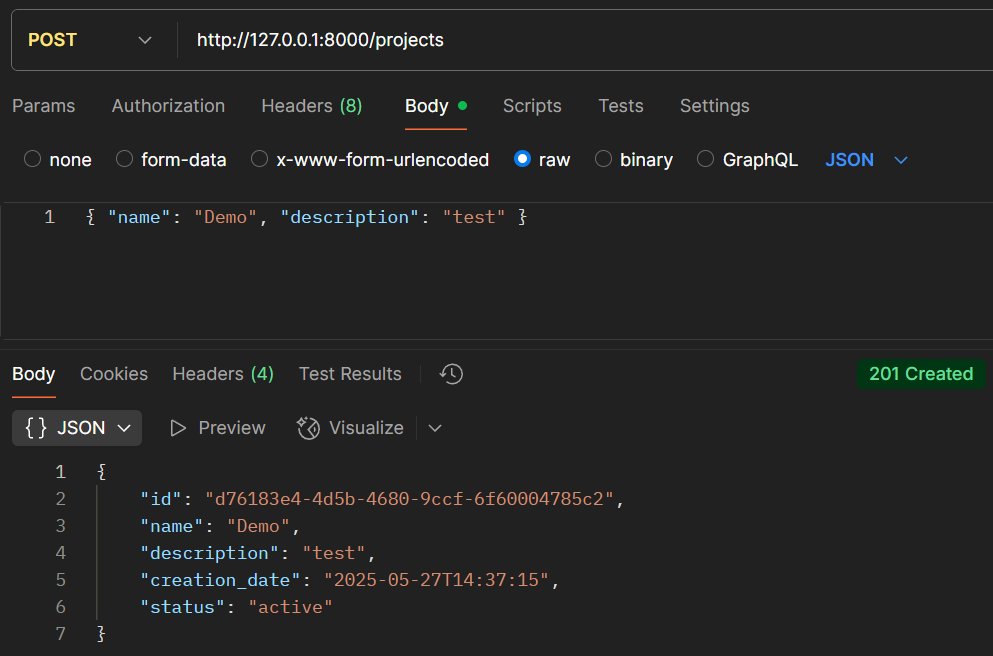 POST http://127.0.0.1:8000/projects
Params Authorization Headers (8) Body Scripts Tests Settings
none form-data x-www-form-urlencoded raw binary GraphQL JSON
1 { "name": "Demo", "description": "test" }
Body Cookies Headers (4) Test Results 201 Created
{} JSON Preview Visualize
1 {
2 "id": "d76183e4-4d5b-4680-9ccf-6f60004785c2",
3 "name": "Demo",
4 "description": "test",
5 "creation_date": "2025-05-27T14:37:15",
6 "status": "active"
7 }